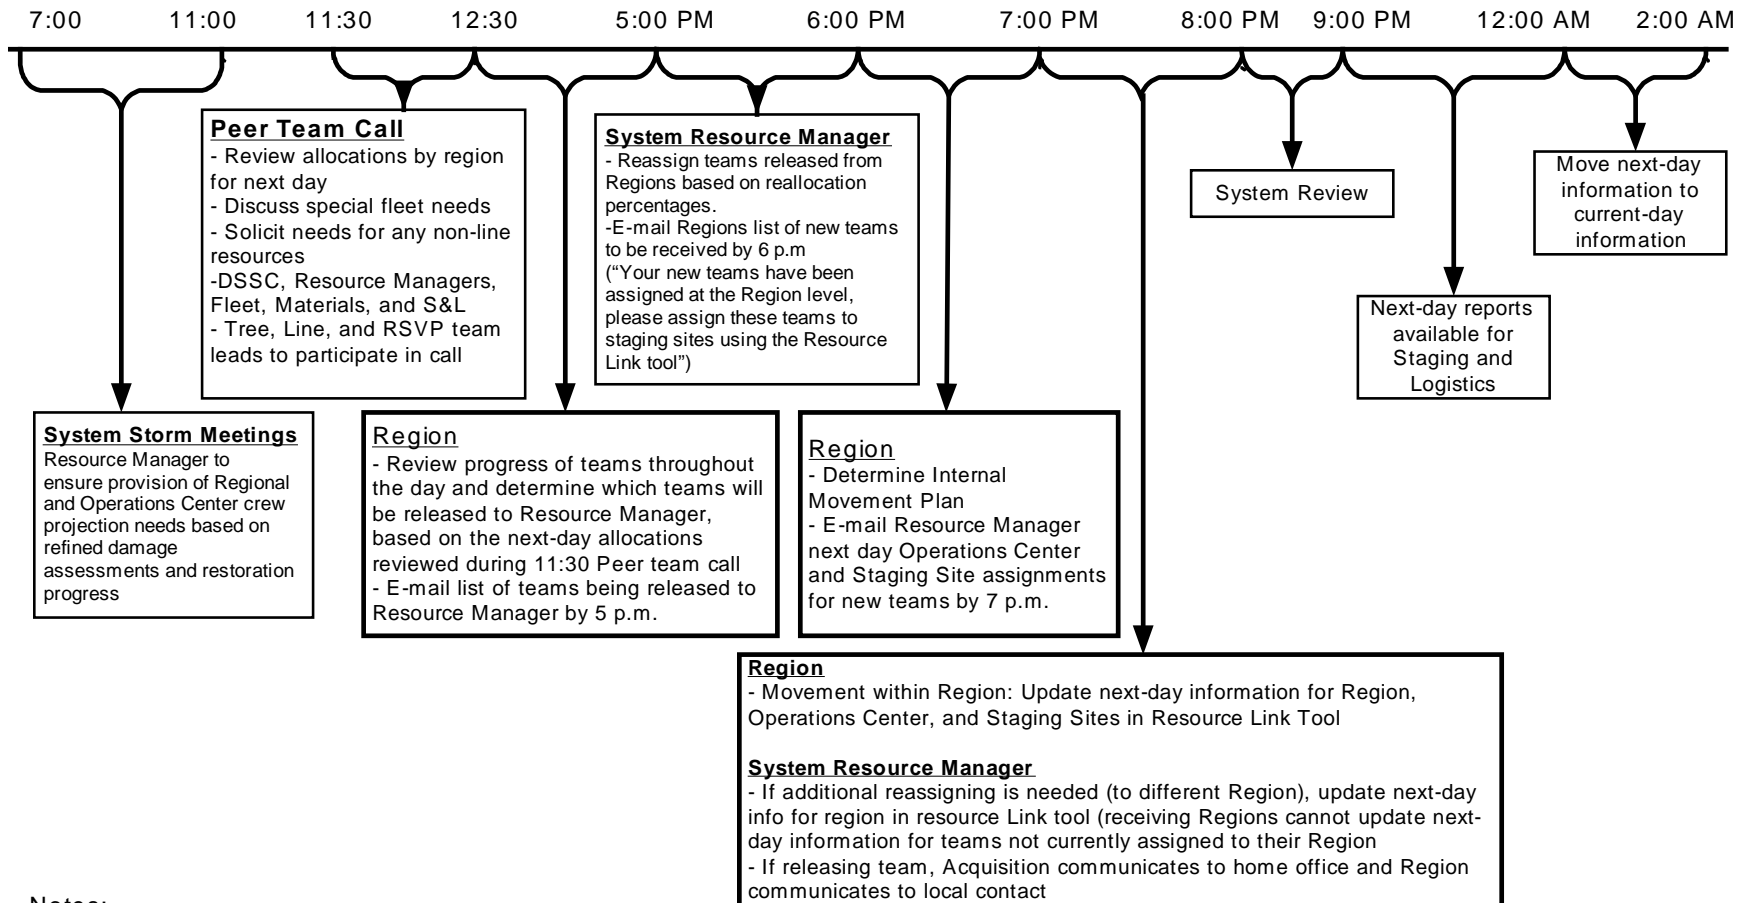 7:00 11:00 11:30 12:30 5:00 PM 6:00 PM 7:00 PM 8:00 PM 9:00 PM 12:00 AM 2:00 AM
Peer Team Call
- Review allocations by region
for next day
- Discuss special fleet needs
- Solicit needs for any non-line
resources
-DSSC, Resource Managers,
Fleet, Materials, and S&L
- Tree, Line, and RSVP team
leads to participate in call
System Resource Manager
- Reassign teams released from
Regions based on reallocation
percentages.
-E-mail Regions list of new teams
to be received by 6 p.m
(“Your new teams have been
assigned at the Region level,
please assign these teams to
staging sites using the Resource
Link tool”)
System Review
Move next-day
information to
current-day
information
Next-day reports
available for
Staging and
Logistics
System Storm Meetings
Resource Manager to
ensure provision of Regional
and Operations Center crew
projection needs based on
refined damage
assessments and restoration
progress
Region
- Review progress of teams throughout
the day and determine which teams will
be released to Resource Manager,
based on the next-day allocations
reviewed during 11:30 Peer team call
- E-mail list of teams being released to
Resource Manager by 5 p.m.
Region
- Determine Internal
Movement Plan
- E-mail Resource Manager
next day Operations Center
and Staging Site assignments
for new teams by 7 p.m.
Region
- Movement within Region: Update next-day information for Region,
Operations Center, and Staging Sites in Resource Link Tool
System Resource Manager
- If additional reassigning is needed (to different Region), update next-day
info for region in resource Link tool (receiving Regions cannot update next-
day information for teams not currently assigned to their Region
- If releasing team, Acquisition communicates to home office and Region
communicates to local contact
Notes: